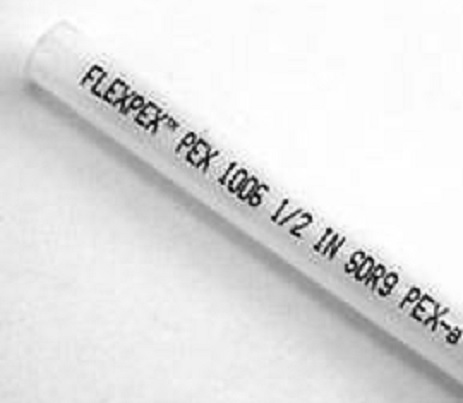 FLEXPEX™ PEX 1006 1/2 IN SDR9 PEX-a